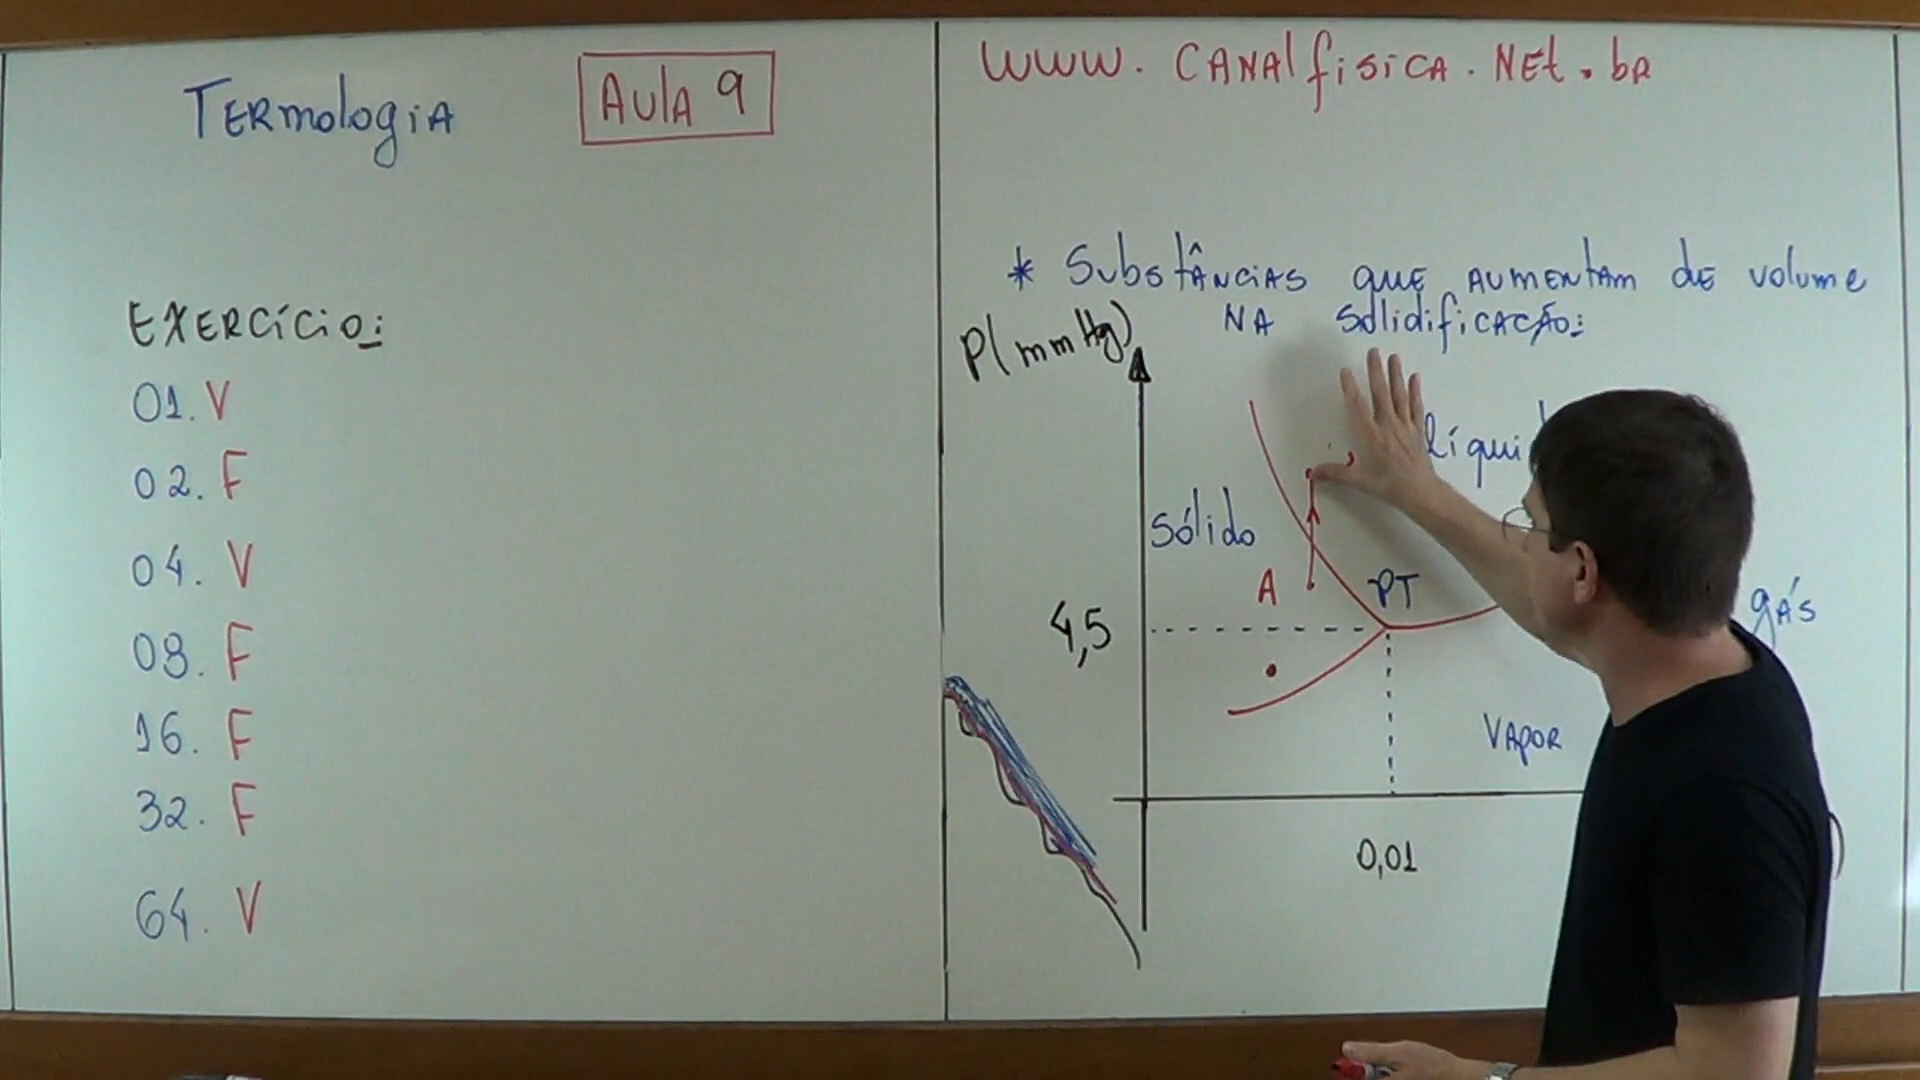 Termologia
Aula 9
Exercício:
01. V
02. F
04. V
08. F
16. F
32. F
64. V
www.canalfisica.net.br
* Substâncias que aumentam de volume
na solidificação:
P(mmHg)
Sólido
A
PT
4,5
gás
Vapor
0,01